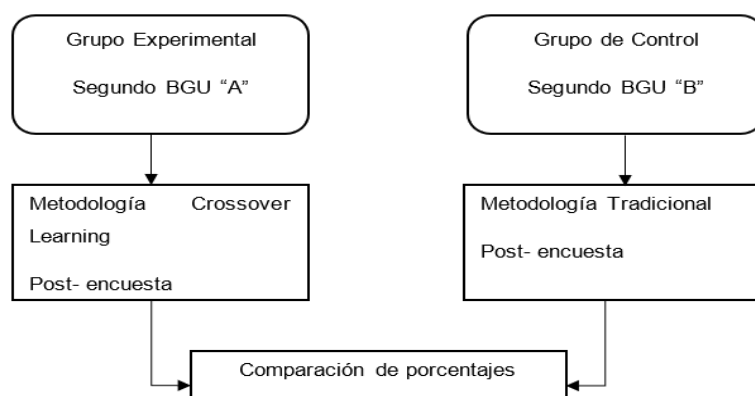 Grupo Experimental
Segundo BGU “A”
Grupo de Control
Segundo BGU “B”
Metodología Crossover
Learning
Post- encuesta
Metodología Tradicional
Post- encuesta
Comparación de porcentajes